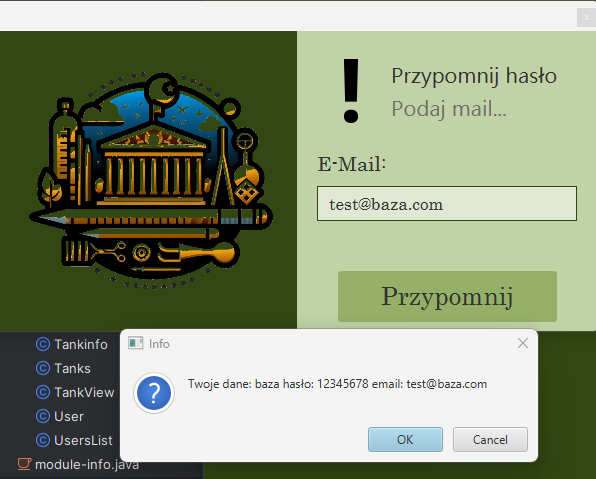 x
!
Przypomnij hasło
Podaj mail...
E-Mail:
test@baza.com
Przypomnij
Tankinfo
Tanks
TankView
User
UsersList
module-info.java
Info
?
Twoje dane: baza hasło: 12345678 email: test@baza.com
OK
Cancel